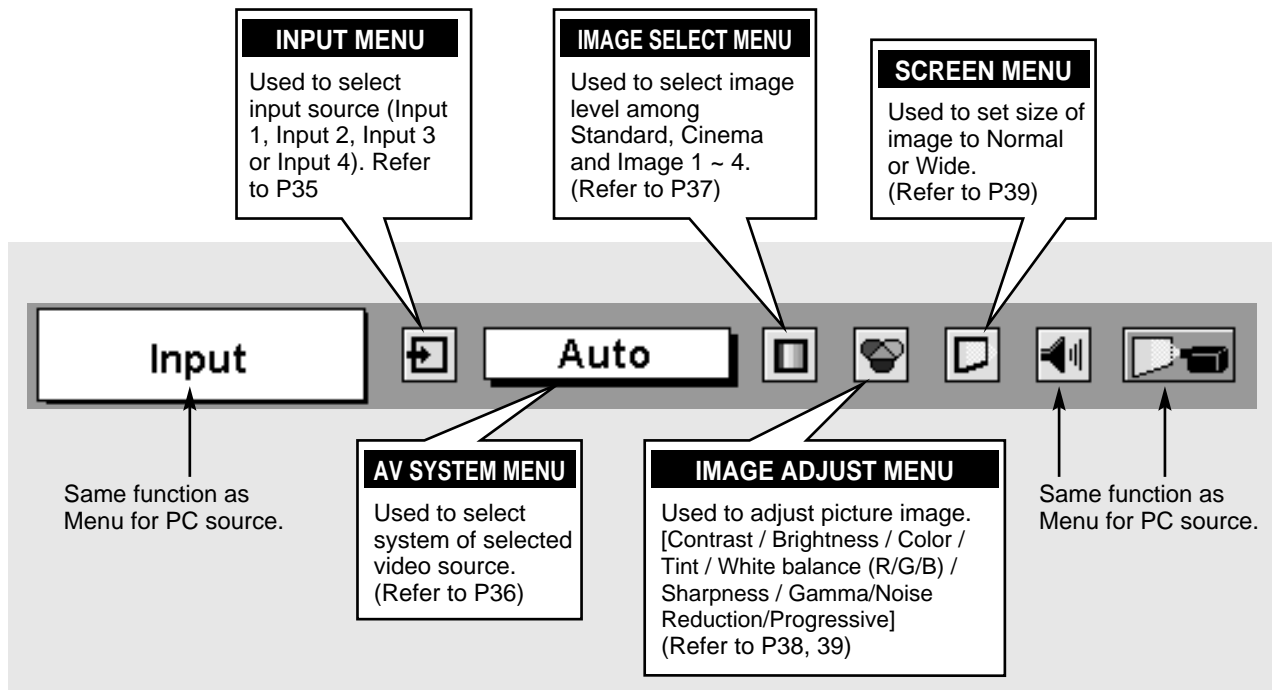 INPUT MENU
Used to select
input source (Input
1, Input 2, Input 3
or Input 4). Refer
to P35
IMAGE SELECT MENU
Used to select image
level among
Standard, Cinema
and Image 1 ~ 4.
(Refer to P37)
SCREEN MENU
Used to set size of
image to Normal
or Wide.
(Refer to P39)
Input
Auto
Same function as
Menu for PC source.
AV SYSTEM MENU
Used to select
system of selected
video source.
(Refer to P36)
IMAGE ADJUST MENU
Used to adjust picture image.
[Contrast / Brightness / Color /
Tint / White balance (R/G/B) /
Sharpness / Gamma/Noise
Reduction/Progressive]
(Refer to P38, 39)
Same function as
Menu for PC source.